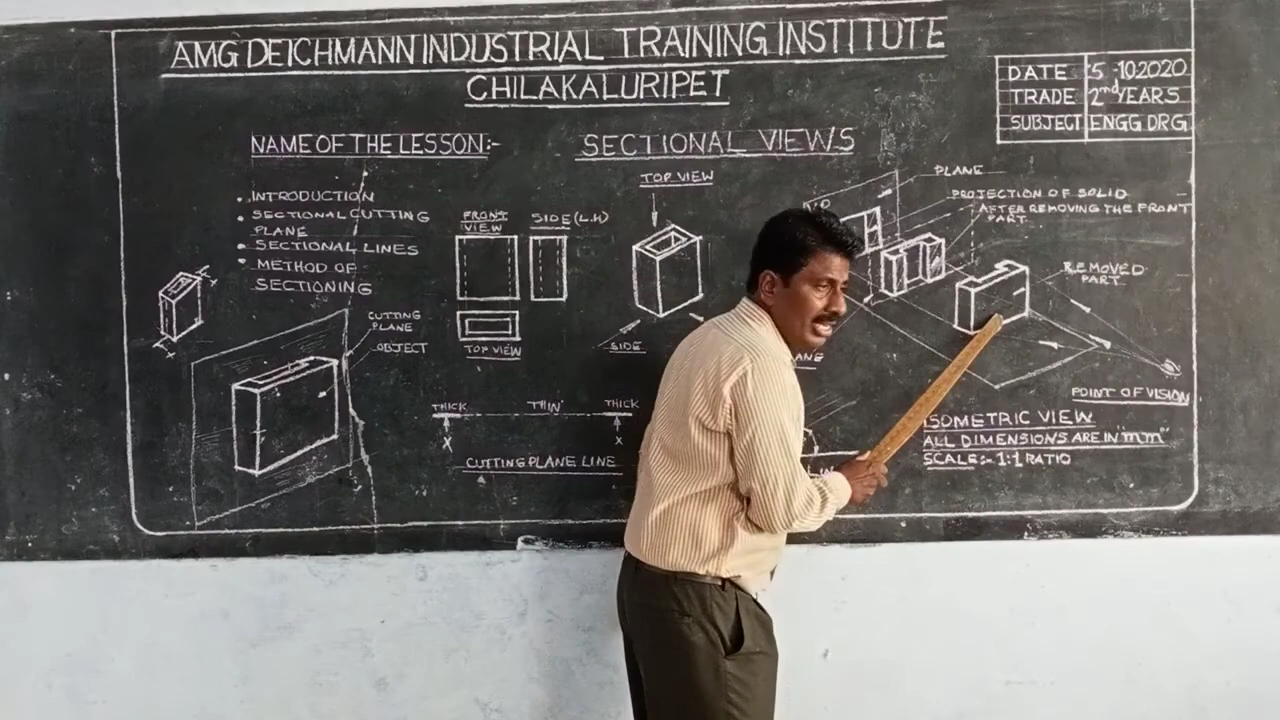 AMG DEICHMANN INDUSTRIAL TRAINING INSTITUTE
CHILAKALURIPET
DATE 5-10.2020
TRADE 2nd YEARS
SUBJECT ENGG DRG
NAME OF THE LESSON:- SECTIONAL VIEWS
• INTRODUCTION
• SECTIONAL CUTTING
PLANE
• SECTIONAL LINES
• METHOD OF
SECTIONING
CUTTING
PLANE
OBJECT
FRONT
VIEW
SIDE (L.H)
TOP VIEW
TOP VIEW
SIDE
THICK THIN THICK
X X
CUTTING PLANE LINE
PLANE
PROJECTION OF SOLID
AFTER REMOVING THE FRONT
PART
REMOVED
PART
POINT OF VISION
ISOMETRIC VIEW
ALL DIMENSIONS ARE IN "mm"
SCALE:- 1:1 RATIO